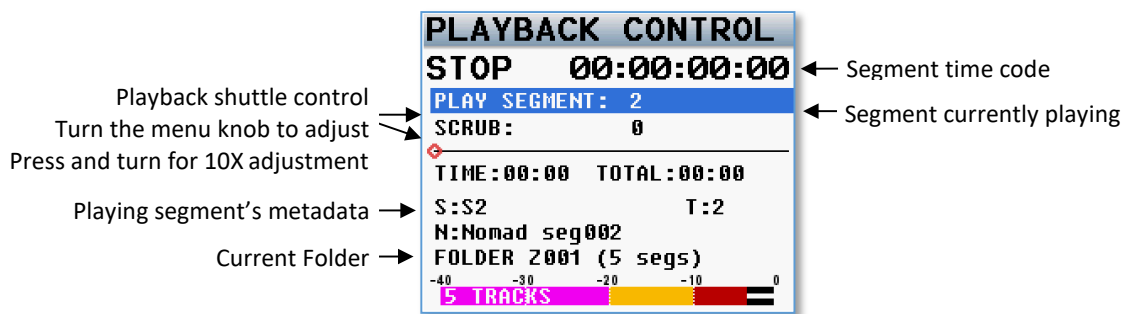 PLAYBACK CONTROL
STOP 00:00:00:00
Segment time code
PLAY SEGMENT: 2
Segment currently playing
Playback shuttle control
Turn the menu knob to adjust
Press and turn for 10X adjustment
SCRUB: 0
TIME:00:00 TOTAL:00:00
Playing segment's metadata
S:S2 T:2
N:Nomad seg002
Current Folder
FOLDER Z001 (5 segs)
-40 -30 -20 -10 0
5 TRACKS